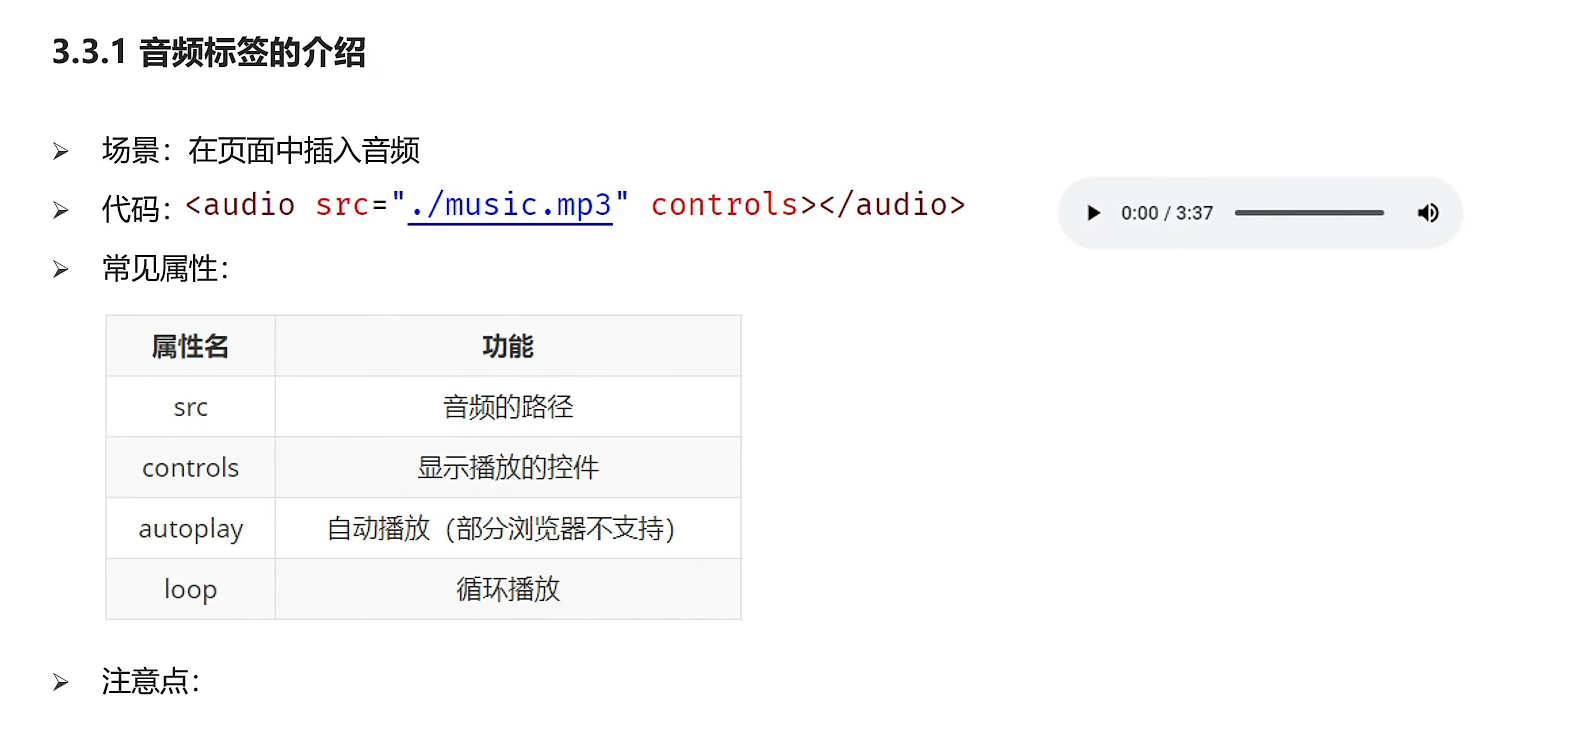 3.3.1 音频标签的介绍
场景：在页面中插入音频
代码：<audio src="./music.mp3" controls></audio>
0:00 / 3:37
常见属性：
属性名 功能
src 音频的路径
controls 显示播放的控件
autoplay 自动播放（部分浏览器不支持）
loop 循环播放
注意点：